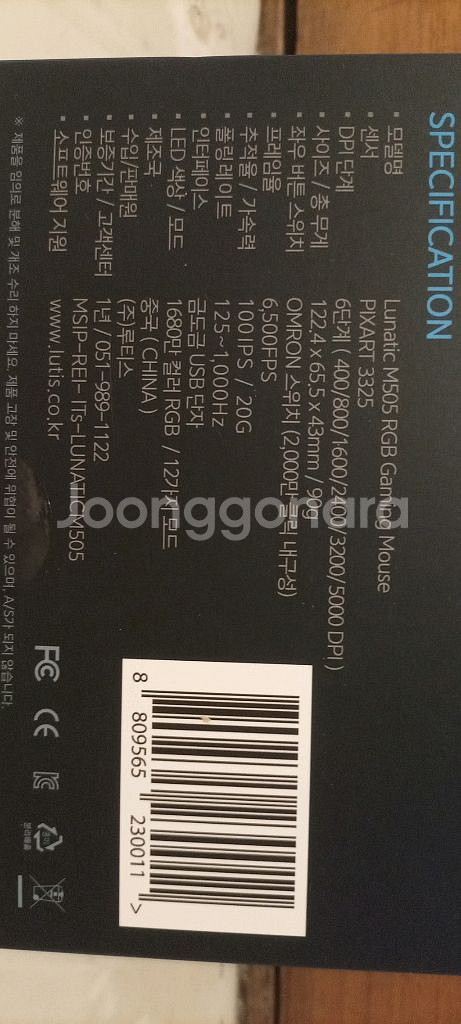 SPECIFICATION
▪ 모델명 Lunatic M505 RGB Gaming Mouse
▪ 센서 PIXART 3325
▪ DPI 단계 6단계 ( 400/800/1600/2400/3200/5000 DPI )
▪ 사이즈 / 총 무게 122.4 x 65.5 x 43mm / 90g
▪ 좌우 버튼 스위치 OMRON 스위치 (2,000만 클릭 내구성)
▪ 프레임율 6,500FPS
▪ 추적율 / 가속력 100 IPS / 20G
▪ 폴링 레이트 125~1,000Hz
▪ 인터페이스 금도금 USB 단자
▪ LED 색상 / 모드 1680만 컬러 RGB / 12가지 모드
▪ 제조국 중국 ( CHINA)
▪ 수입/판매원 (주)루티스
▪ 보증기간 / 고객센터 1년 / 051-989-1122
▪ 인증번호 MSIP-REI- ITs-LUNATICM505
▪ 소프트웨어 지원 www.lutis.co.kr
※ 제품을 임의로 분해 및 개조 수리 하지 마세요. 제품 고장 및 안전에 위험이 될 수 있으며, A/S가 되지 않습니다.
8 809565 230011 >
FC CE
분리배출
Joonggonara